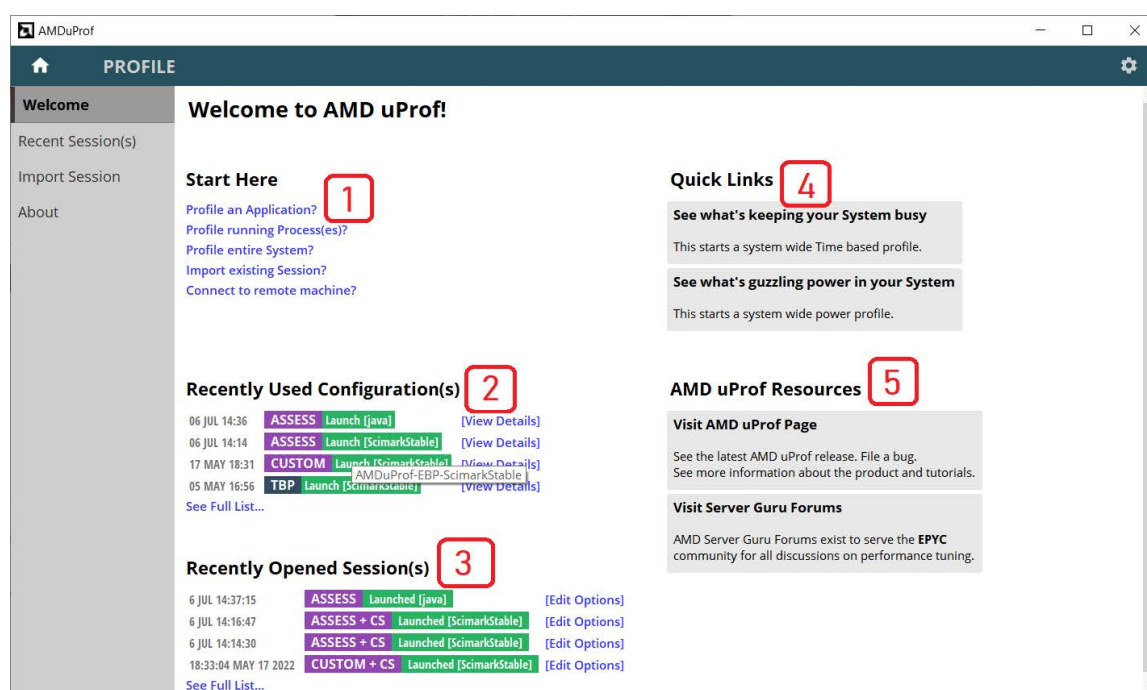 AMDuProf
PROFILE
Welcome
Recent Session(s)
Import Session
About
Welcome to AMD uProf!
Start Here
1
Profile an Application?
Profile running Process(es)?
Profile entire System?
Import existing Session?
Connect to remote machine?
Quick Links
4
See what's keeping your System busy
This starts a system wide Time based profile.
See what's guzzling power in your System
This starts a system wide power profile.
Recently Used Configuration(s)
2
06 JUL 14:36 ASSESS Launch [java] [View Details]
06 JUL 14:14 ASSESS Launch [ScimarkStable] [View Details]
17 MAY 18:31 CUSTOM Launch [ScimarkStable] [View Details]
AMDuProf-EBP-ScimarkStable
05 MAY 16:56 TBP Launch [ScimarkStable] [View Details]
See Full List...
AMD uProf Resources
5
Visit AMD uProf Page
See the latest AMD uProf release. File a bug.
See more information about the product and tutorials.
Visit Server Guru Forums
AMD Server Guru Forums exist to serve the EPYC
community for all discussions on performance tuning.
Recently Opened Session(s)
3
6 JUL 14:37:15 ASSESS Launched [java] [Edit Options]
6 JUL 14:16:47 ASSESS + CS Launched [ScimarkStable] [Edit Options]
6 JUL 14:14:30 ASSESS + CS Launched [ScimarkStable] [Edit Options]
18:33:04 MAY 17 2022 CUSTOM + CS Launched [ScimarkStable] [Edit Options]
See Full List...